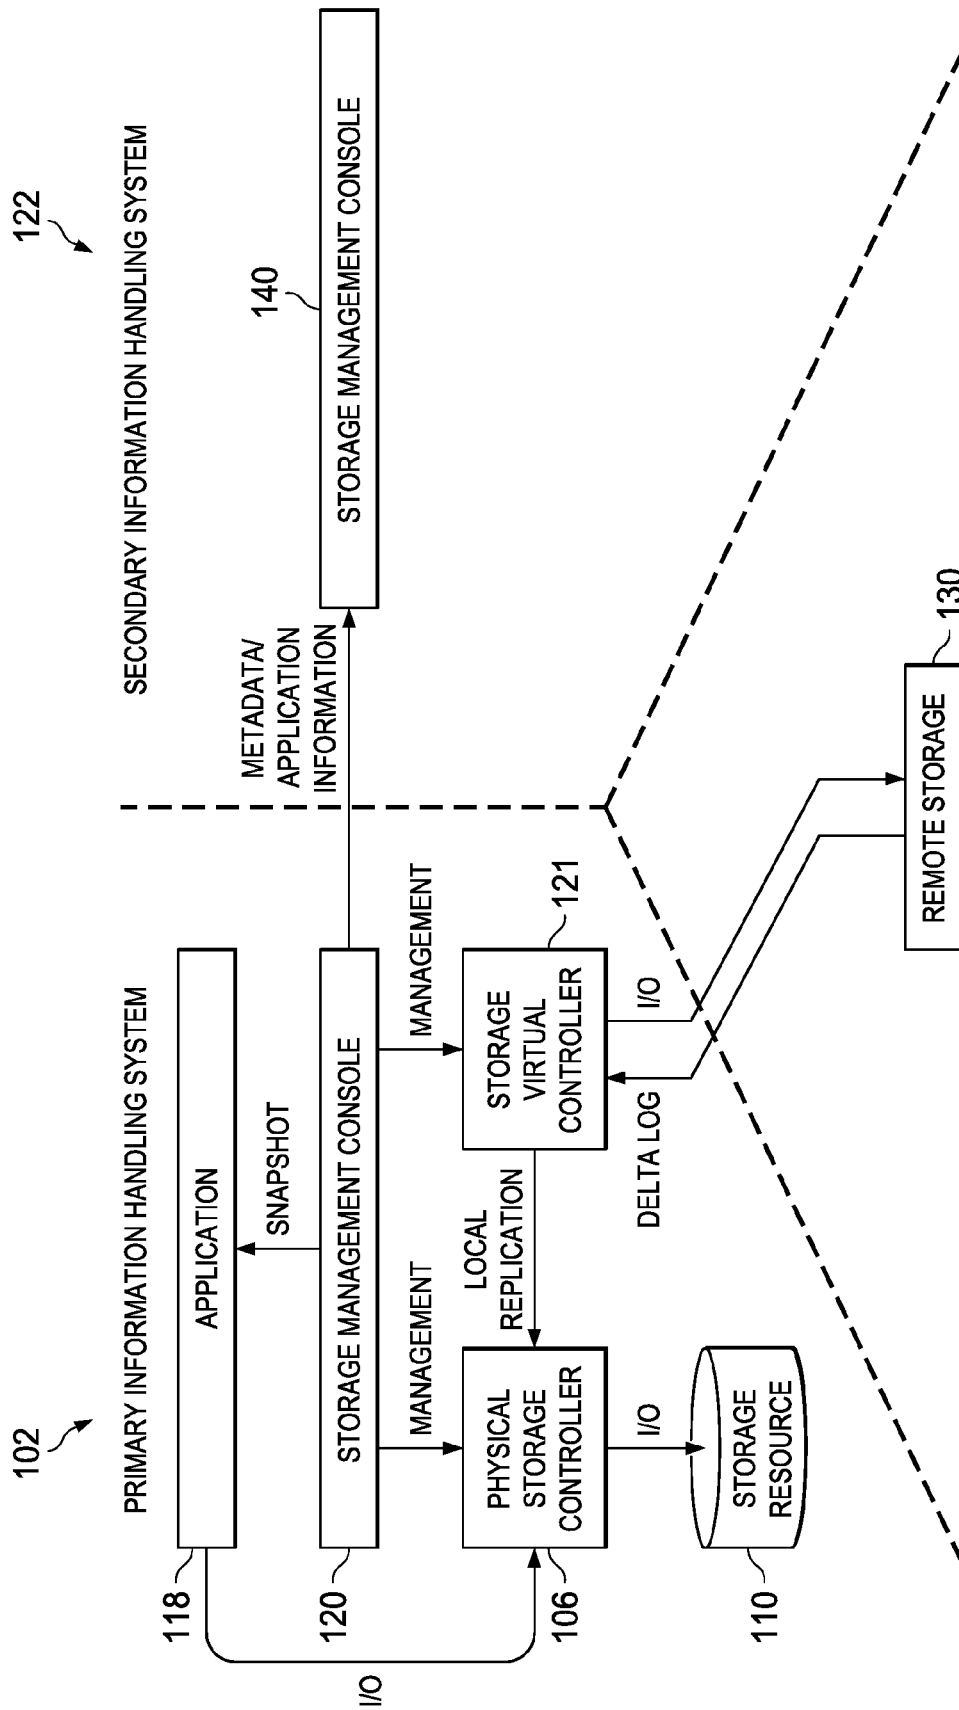 102
PRIMARY INFORMATION HANDLING SYSTEM
122
SECONDARY INFORMATION HANDLING SYSTEM
118
APPLICATION
SNAPSHOT
I/O
120
STORAGE MANAGEMENT CONSOLE
METADATA/
APPLICATION
INFORMATION
140
STORAGE MANAGEMENT CONSOLE
MANAGEMENT
MANAGEMENT
106
PHYSICAL
STORAGE
CONTROLLER
LOCAL
REPLICATION
STORAGE
VIRTUAL
CONTROLLER
121
I/O
DELTA LOG
I/O
110
STORAGE
RESOURCE
REMOTE STORAGE
130